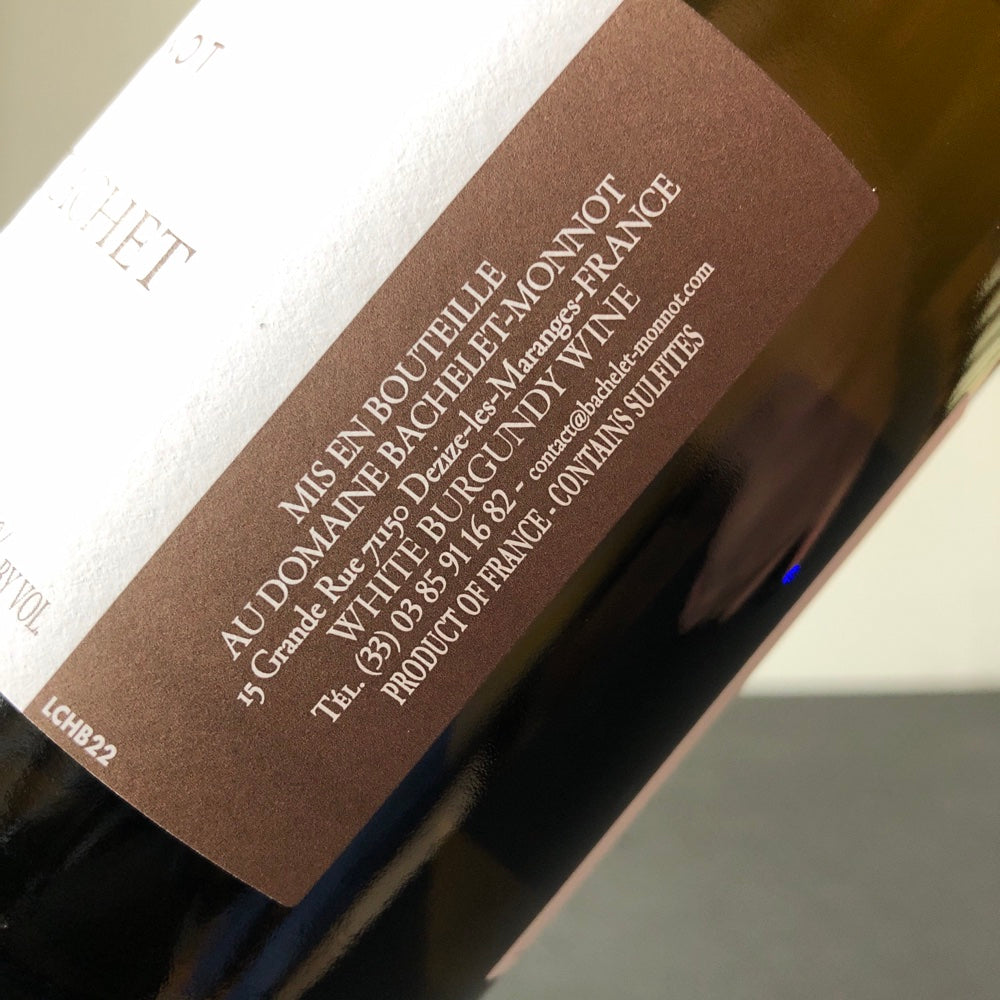 MIS EN BOUTEILLE
AU DOMAINE BACHELET-MONNOT
15 Grande Rue 71150 Dezize-les-Maranges-FRANCE
WHITE BURGUNDY WINE
TÉL. (33) 03 85 91 16 82 - contact@bachelet-monnot.com
PRODUCT OF FRANCE - CONTAINS SULFITES
LCHB22
BY VOL.